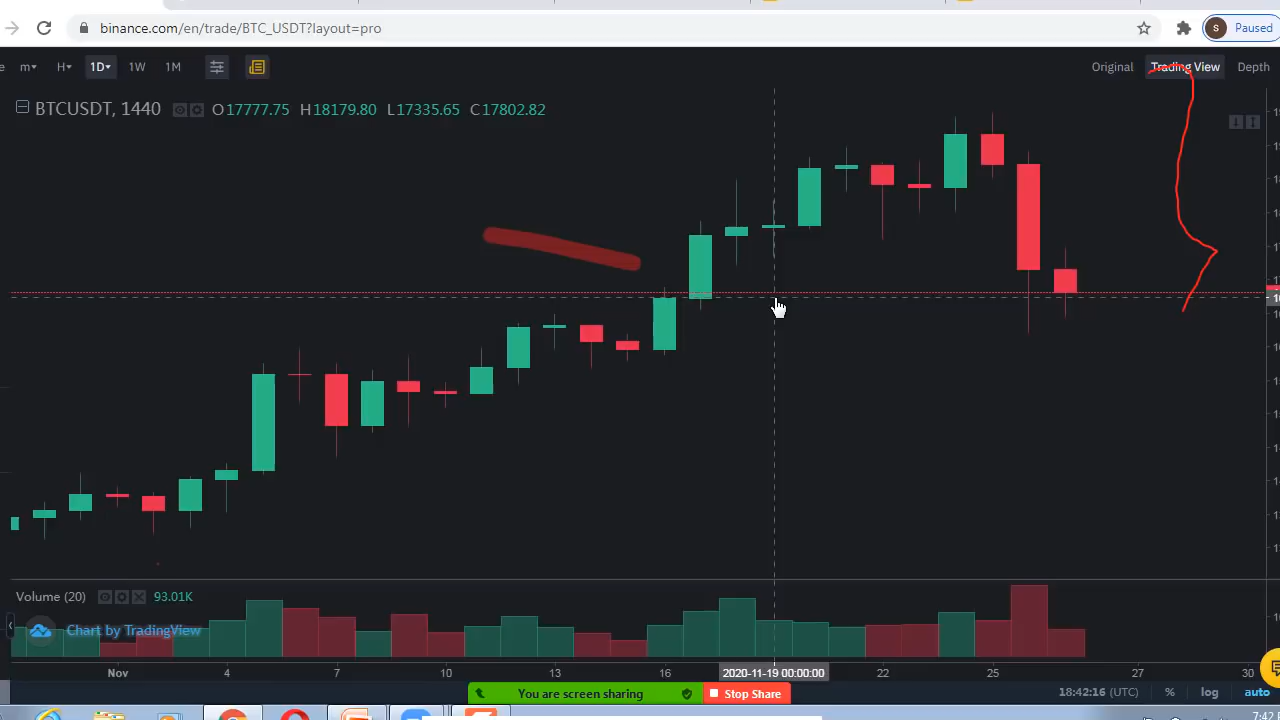 binance.com/en/trade/BTC_USDT?layout=pro
S Paused
m H 1D 1W 1M
Original Trading View Depth
BTCUSDT, 1440 O17777.75 H18179.80 L17335.65 C17802.82
Volume (20) 93.01K
Chart by TradingView
Nov 4 7 10 13 16 2020-11-19 00:00:00 22 25 27 30
You are screen sharing Stop Share
18:42:16 (UTC) % log auto